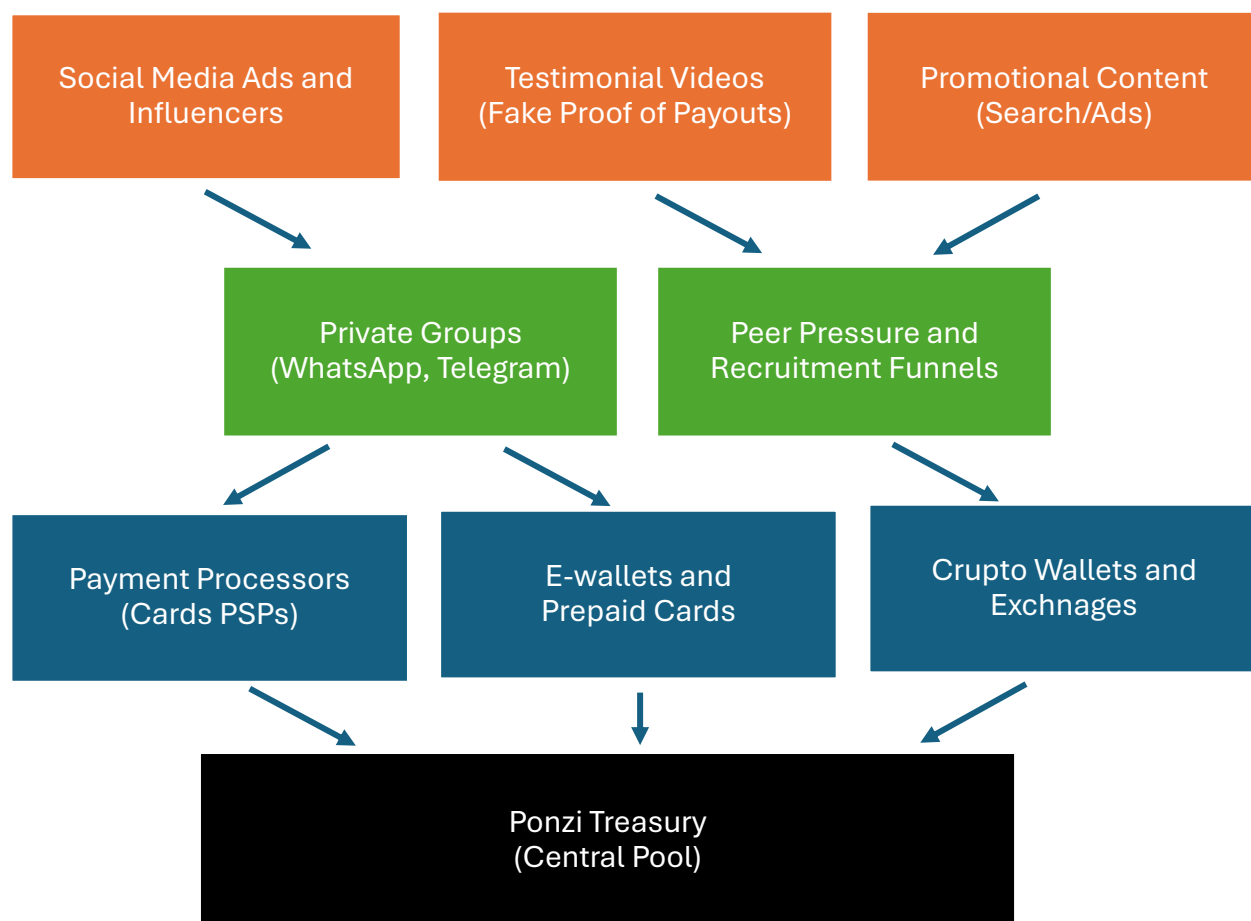 Social Media Ads and
Influencers
Testimonial Videos
(Fake Proof of Payouts)
Promotional Content
(Search/Ads)
Private Groups
(WhatsApp, Telegram)
Peer Pressure and
Recruitment Funnels
Payment Processors
(Cards PSPs)
E-wallets and
Prepaid Cards
Crupto Wallets and
Exchnages
Ponzi Treasury
(Central Pool)